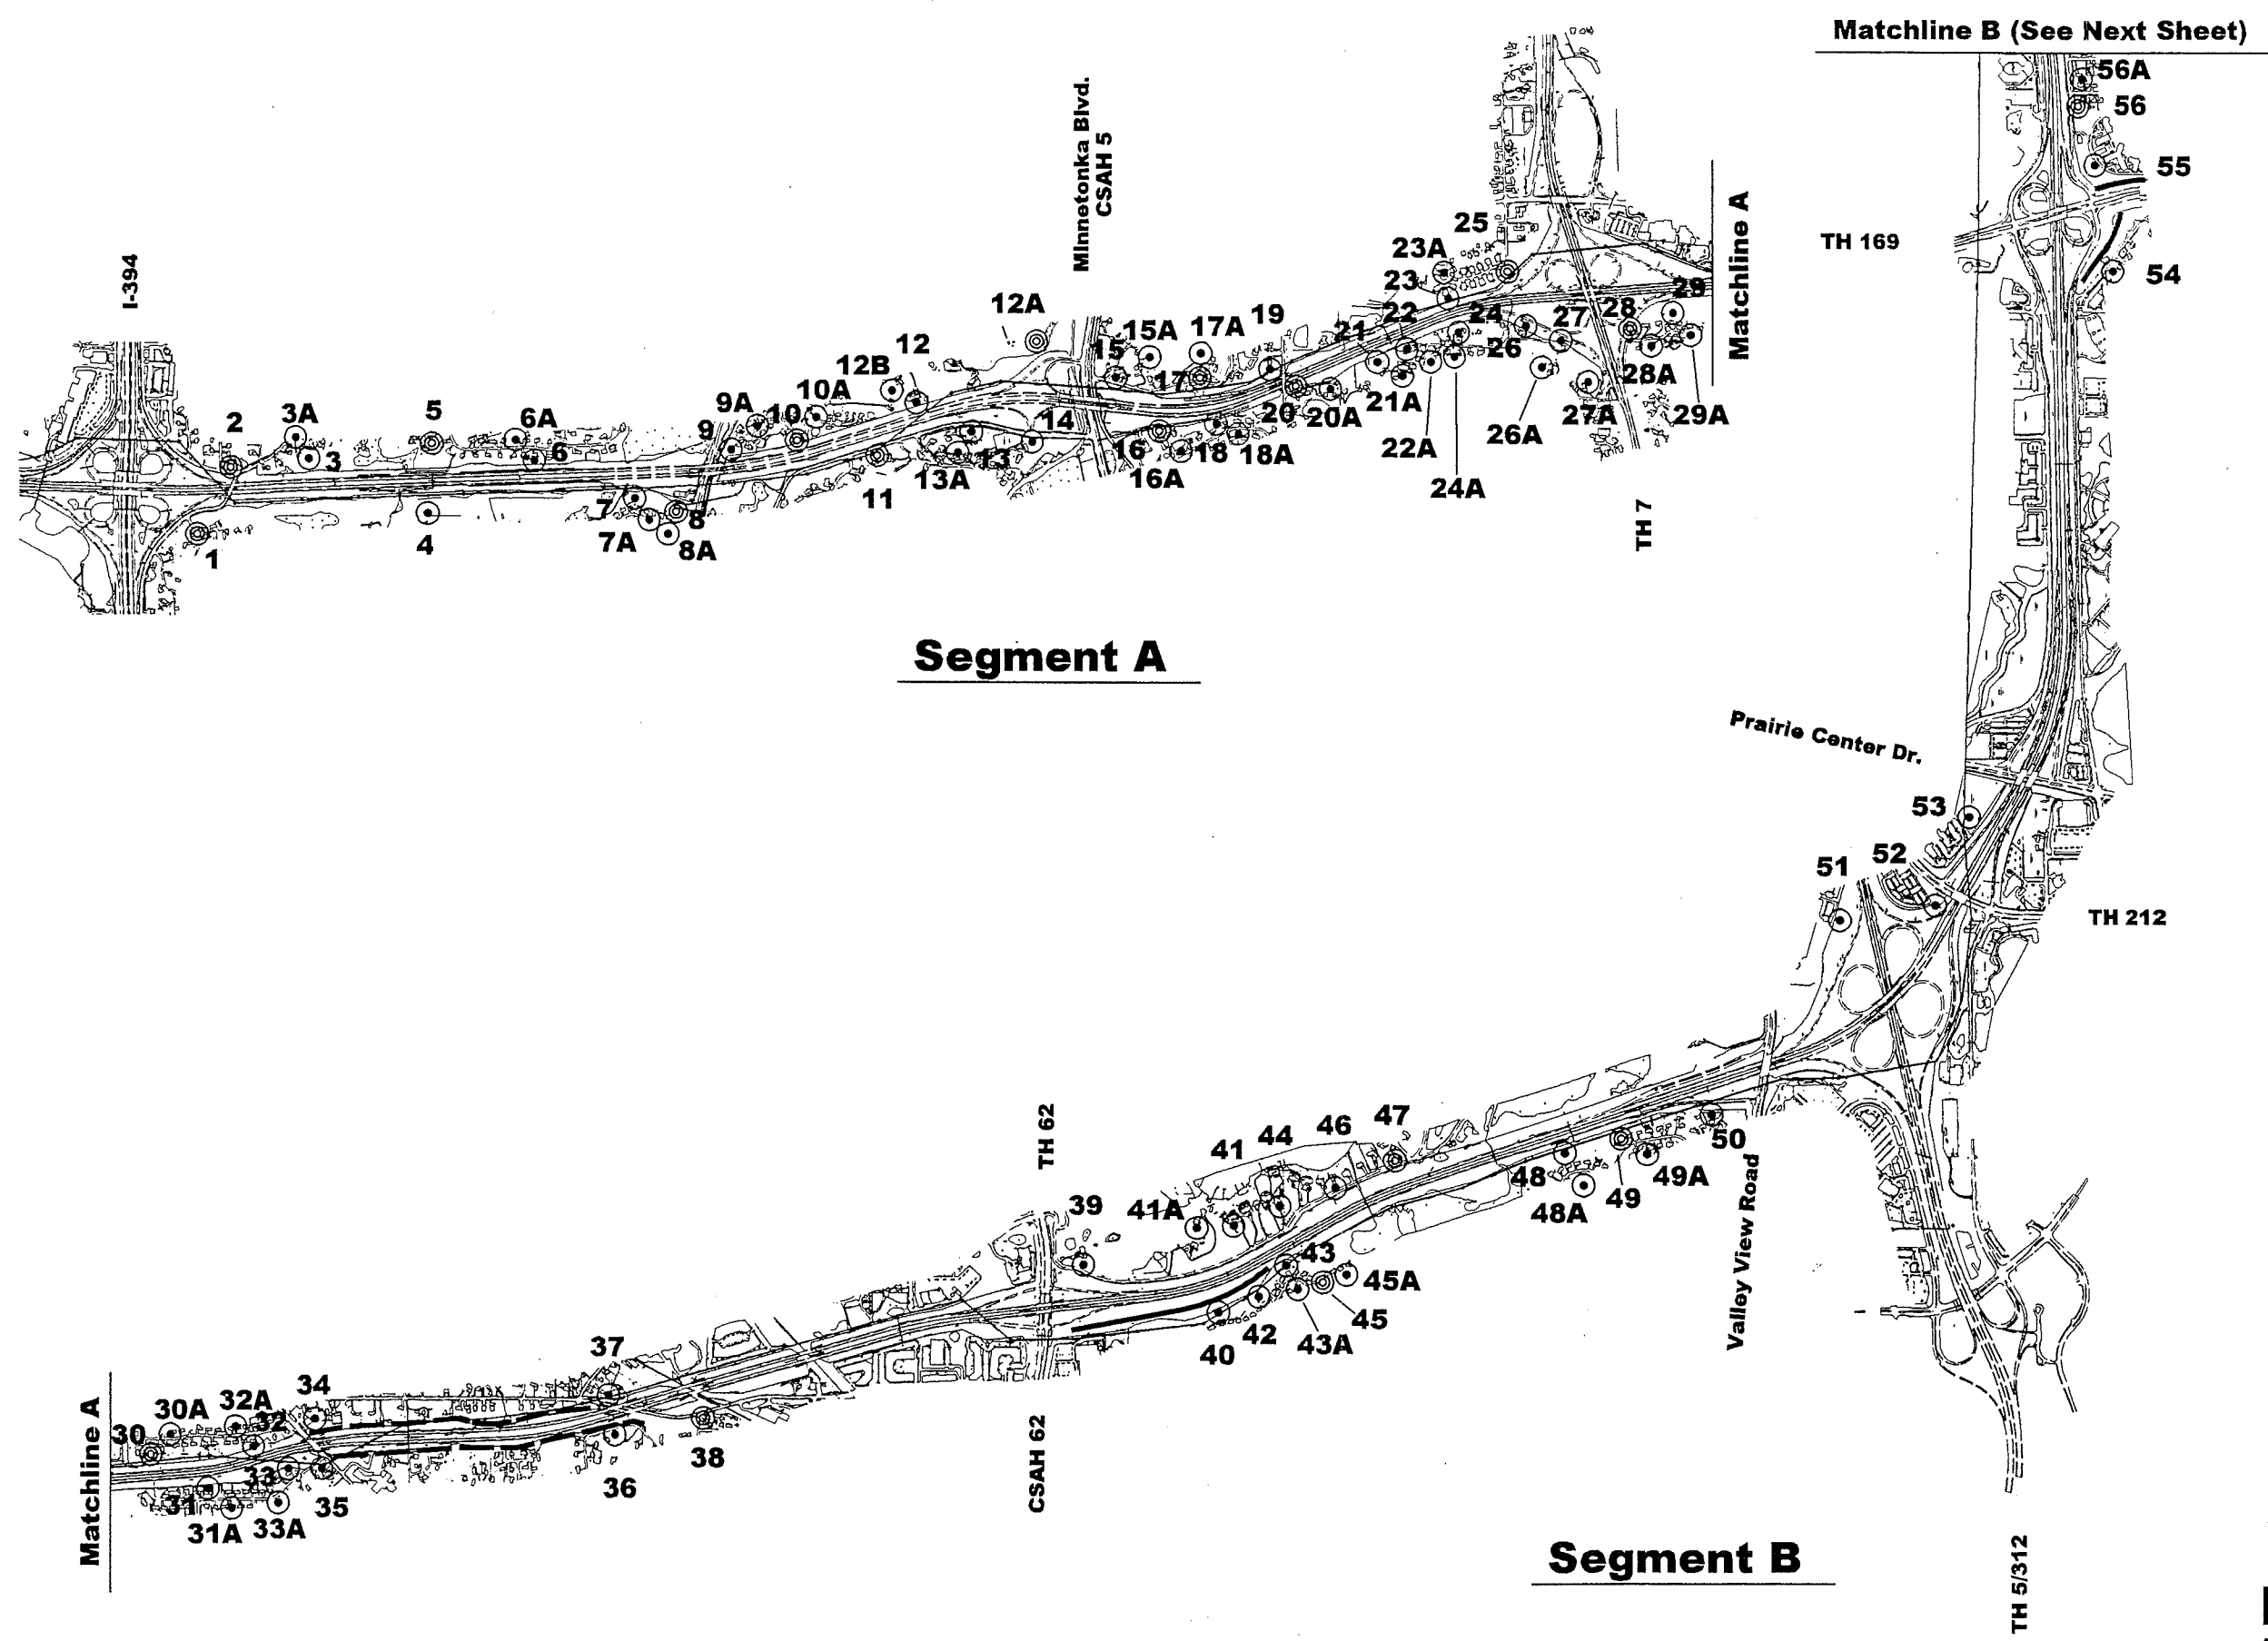 Matchline B (See Next Sheet)
56A
56
55
TH 169
54
Minnetonka Blvd.
CSAH 5
I-394
Matchline A
25
23A
23
12A
15A
17A
19
22
24
28
29
21
27
15
12
12B
26
10A
17
28A
3A
9A
10
20
20A
21A
27A
29A
2
5
6A
9
14
22A
26A
3
6
13
16
18
18A
13A
16A
24A
11
7
8
TH 7
4
7A
8A
1
Segment A
Prairie Center Dr.
53
52
51
TH 212
TH 62
47
46
44
41
50
48
49A
49
48A
39
41A
Valley View Road
43
45A
45
42
43A
40
37
34
32A
30A
32
30
Matchline A
38
CSAH 62
33
36
31
35
33A
31A
Segment B
TH 5/312